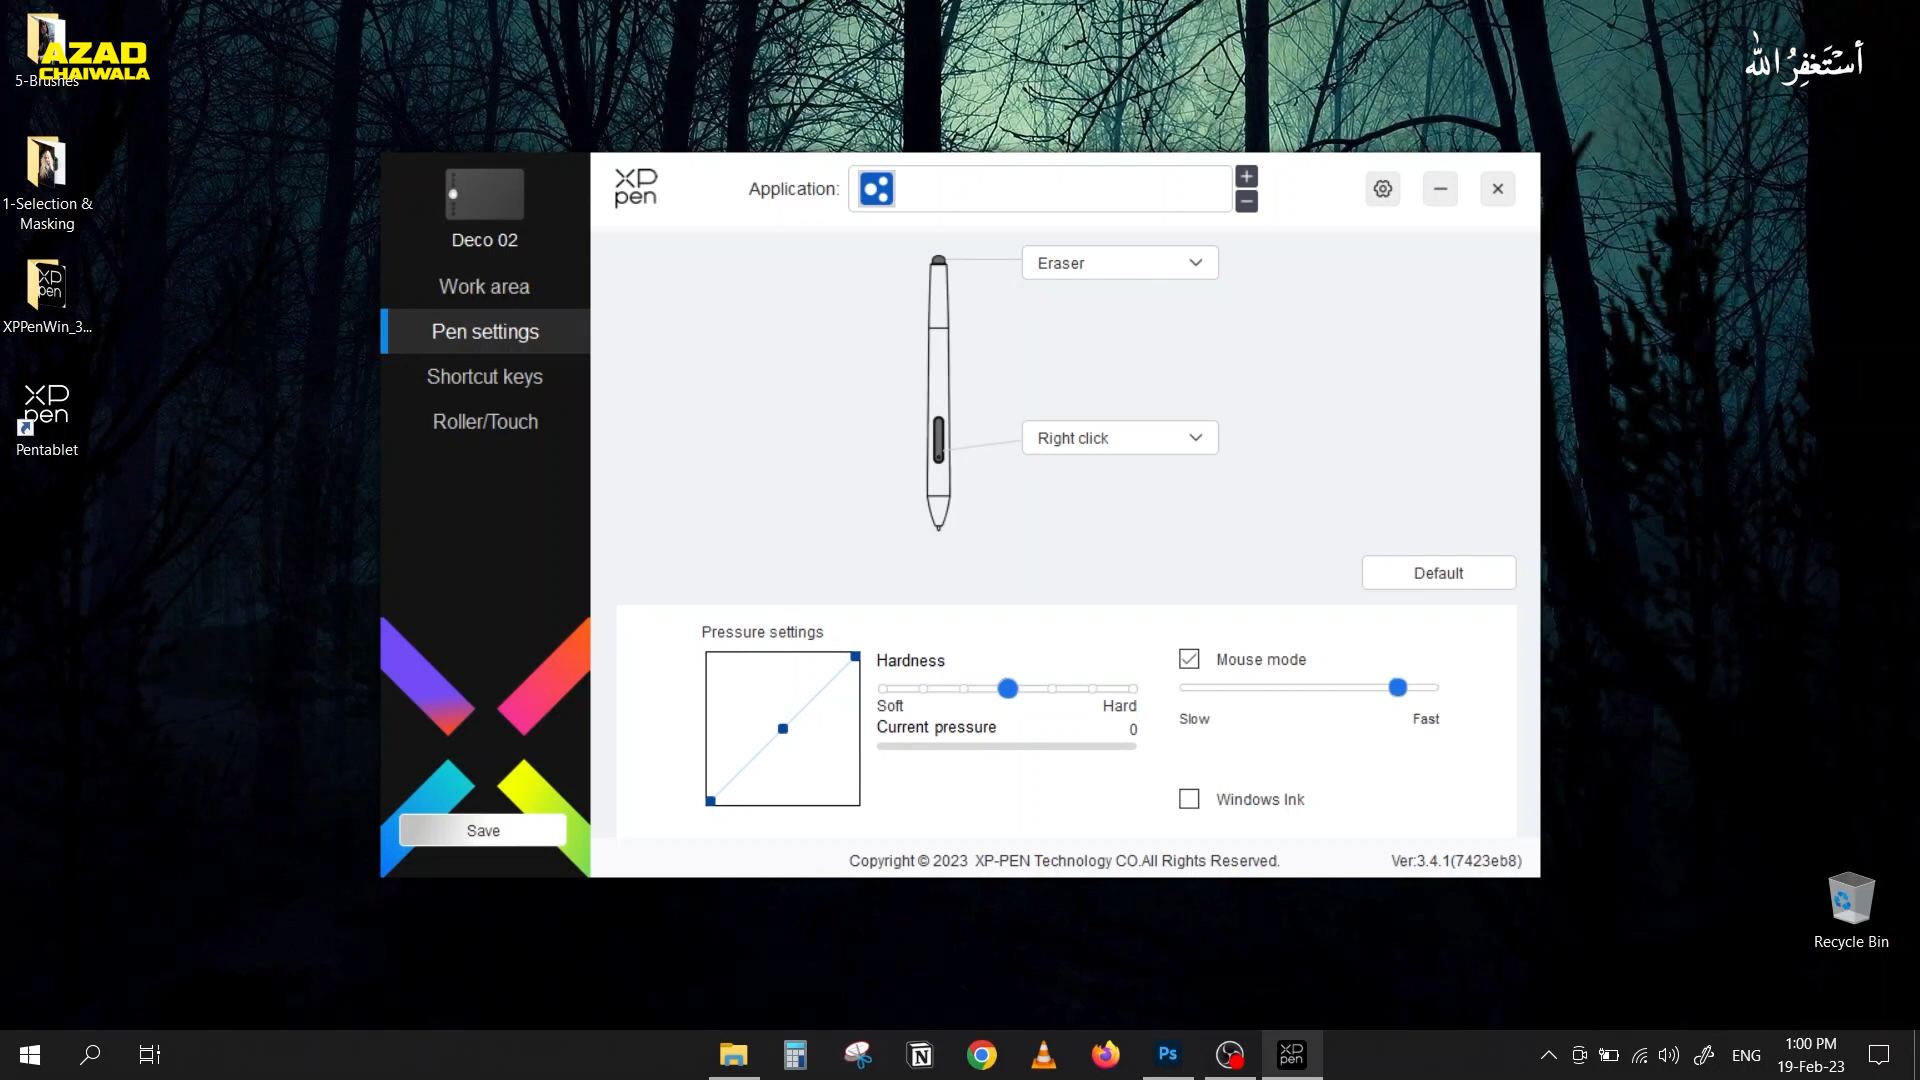 AZAD
CHAIWALA
5-Brushes
أستغفر الله
1-Selection &
Masking
XP
pen
XPPenWin_3...
XP
pen
Pentablet
Deco 02
Work area
Pen settings
Shortcut keys
Roller/Touch
Save
XP
pen
Application:
+
−
Eraser
Right click
Default
Pressure settings
Hardness
Soft
Hard
Current pressure
0
Mouse mode
Slow
Fast
Windows Ink
Copyright © 2023 XP-PEN Technology CO.All Rights Reserved.
Ver:3.4.1(7423eb8)
Recycle Bin
N
Ps
XP
pen
ENG
1:00 PM
19-Feb-23